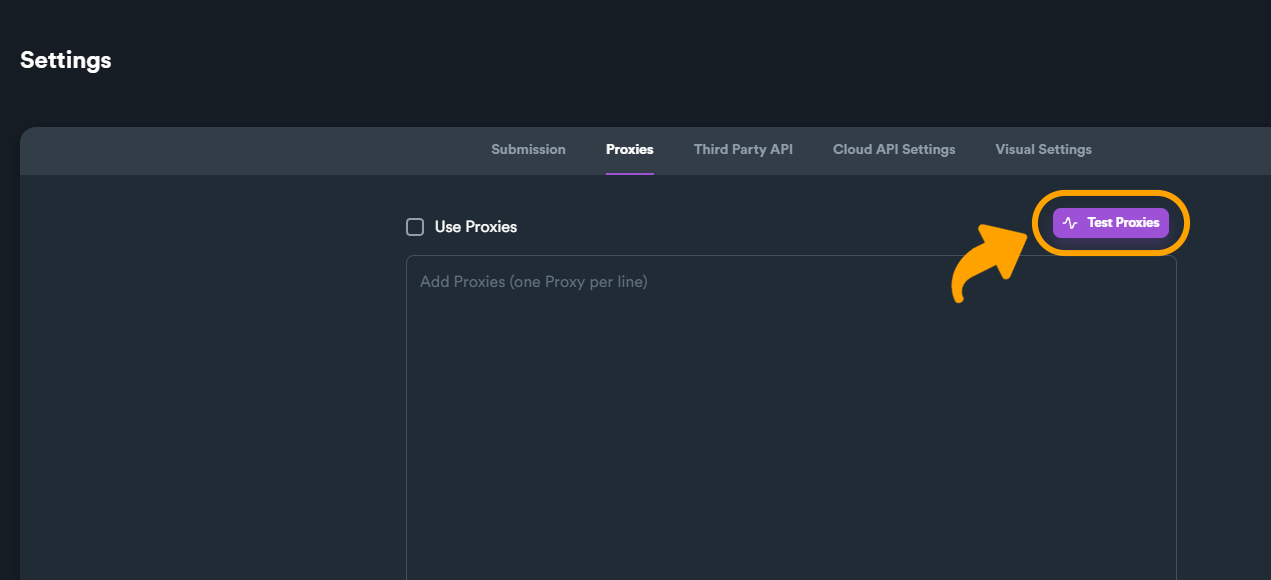 Settings
Submission Proxies Third Party API Cloud API Settings Visual Settings
Use Proxies
Test Proxies
Add Proxies (one Proxy per line)